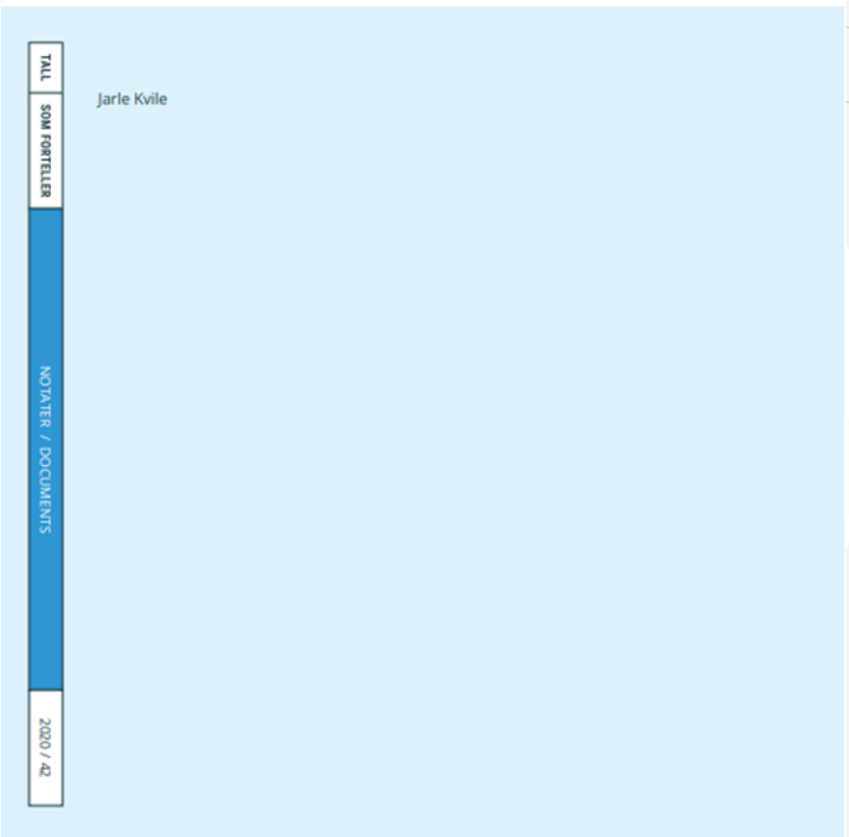 TALL
SOM FORTELLER
Jarle Kvile
NOTATER / DOCUMENTS
2020 / 42